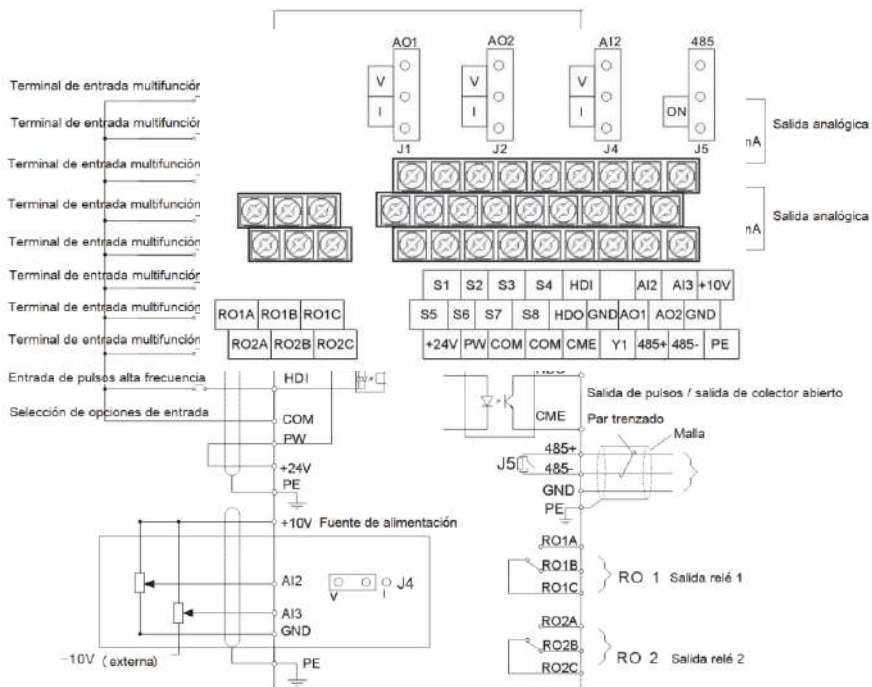 AO1 AO2 AI2 485
V V V
I I I ON
J1 J2 J4 J5
Terminal de entrada multifunción
Terminal de entrada multifunción
Terminal de entrada multifunción
Terminal de entrada multifunción
Terminal de entrada multifunción
Terminal de entrada multifunción
Terminal de entrada multifunción
Terminal de entrada multifunción
Entrada de pulsos alta frecuencia
Selección de opciones de entrada
mA Salida analógica
mA Salida analógica
S1 S2 S3 S4 HDI AI2 AI3 +10V
RO1A RO1B RO1C
S5 S6 S7 S8 HDO GND AO1 AO2 GND
RO2A RO2B RO2C
+24V PW COM COM CME Y1 485+ 485- PE
HDI
COM
PW
+24V
PE
+10V Fuente de alimentación
AI2
V I J4
AI3
GND
-10V (externa)
PE
HDO
Salida de pulsos / salida de colector abierto
CME
Par trenzado
Malla
485+
J5 485-
GND
PE
RO1A
RO1B
RO1C
RO 1 Salida relé 1
RO2A
RO2B
RO2C
RO 2 Salida relé 2